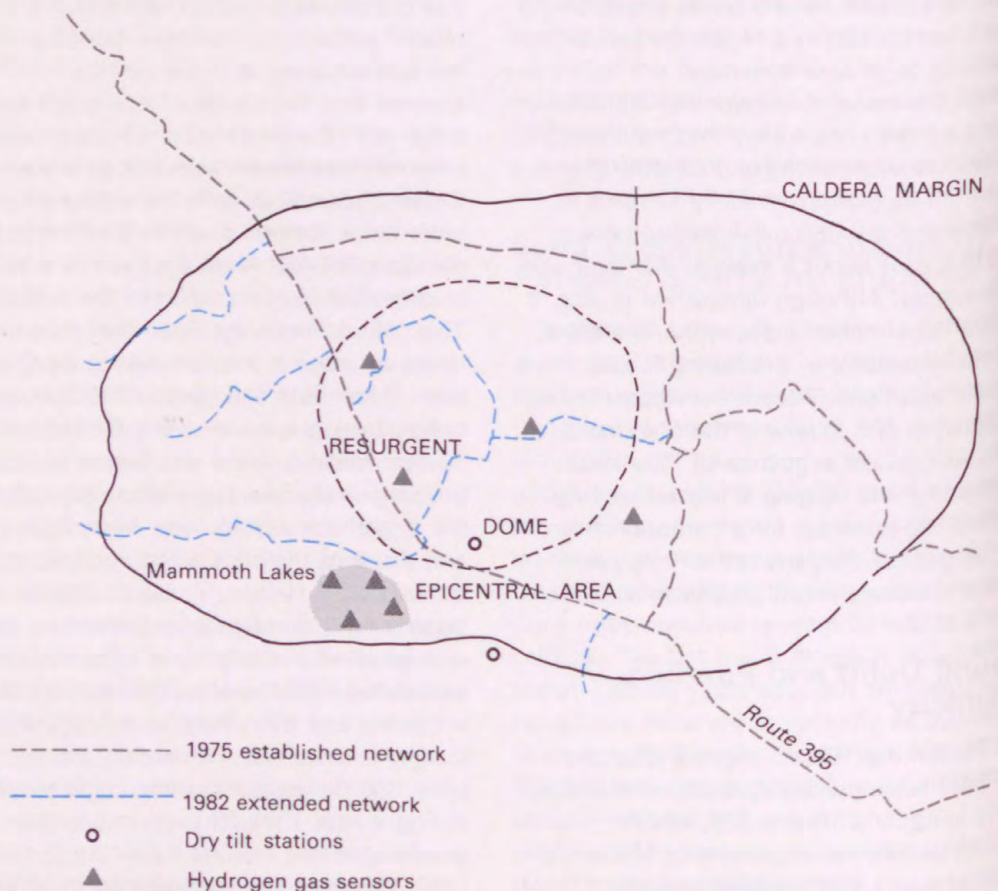 CALDERA MARGIN
RESURGENT
DOME
Mammoth Lakes
EPICENTRAL AREA
Route 395
1975 established network
1982 extended network
Dry tilt stations
Hydrogen gas sensors